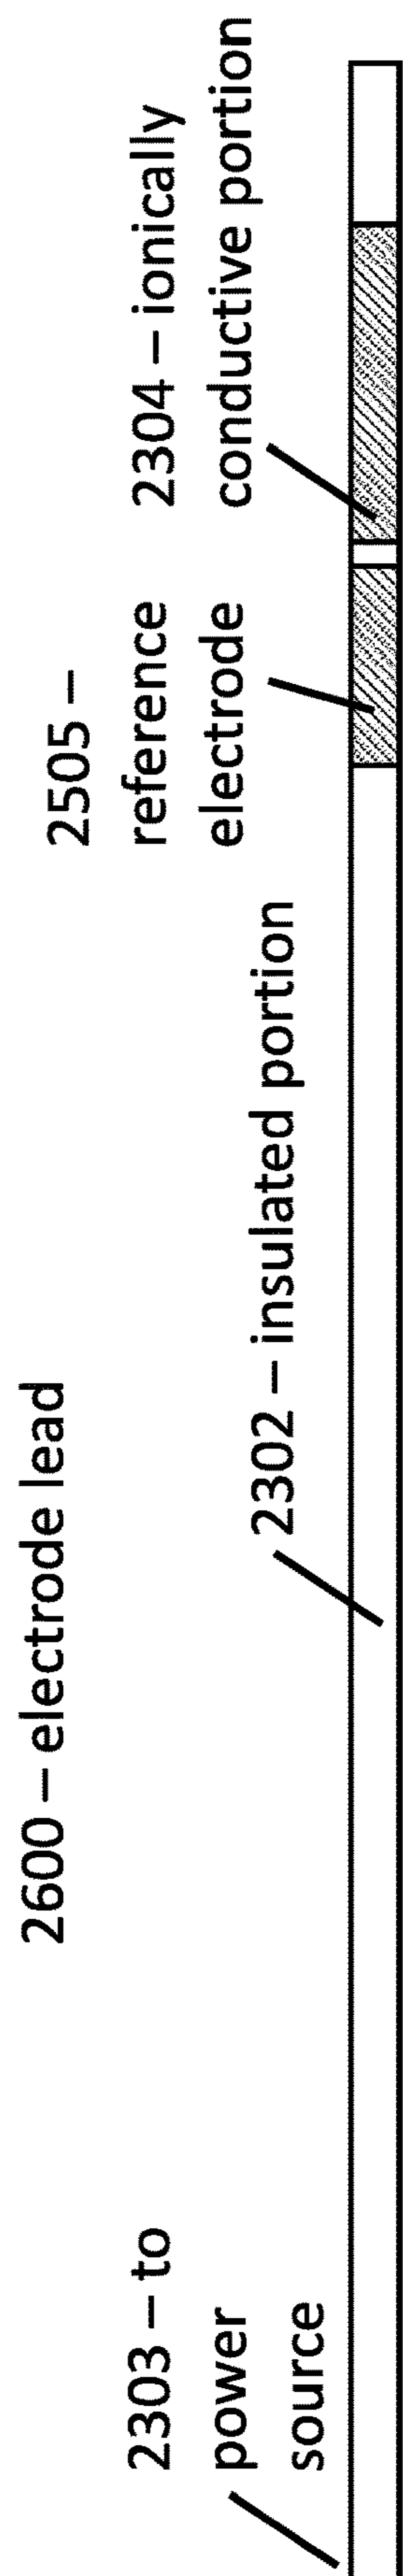 2600 – electrode lead
2303 – to
power
source
2302 – insulated portion
2505 –
reference
electrode
2304 – ionically
conductive portion